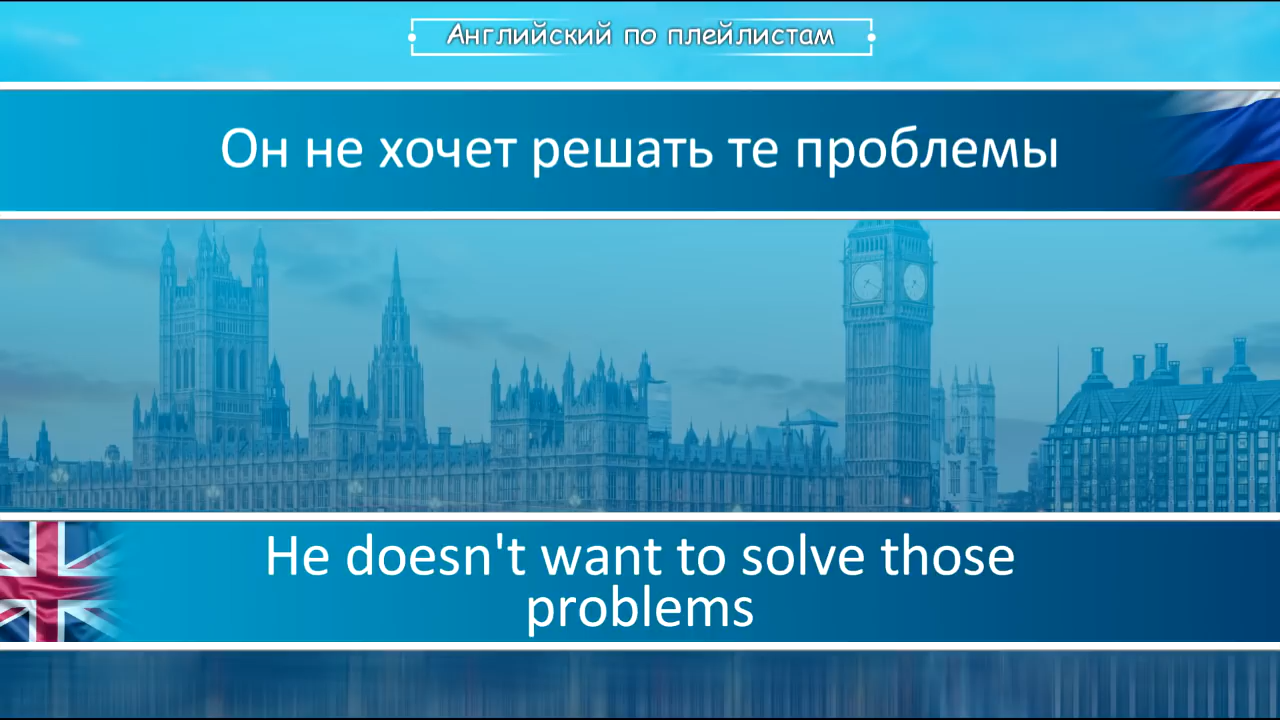 Английский по плейлистам
Он не хочет решать те проблемы
He doesn't want to solve those
problems